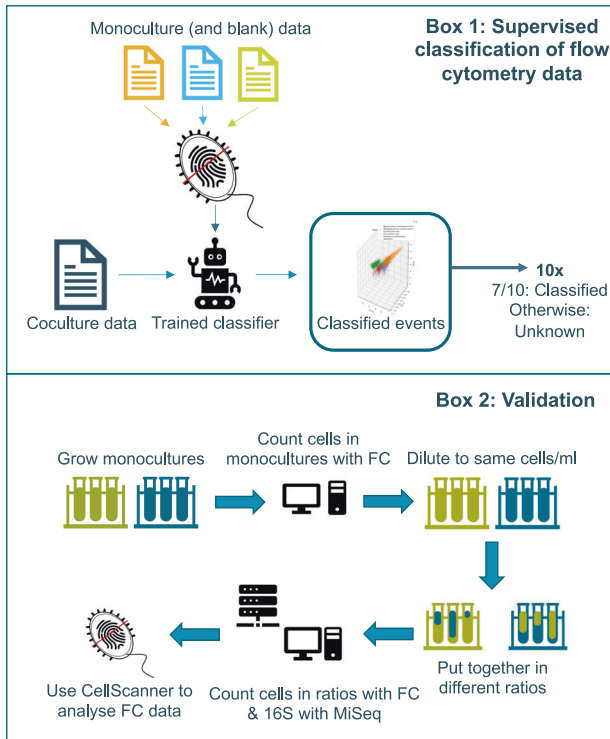 Monoculture (and blank) data
Box 1: Supervised
classification of flow
cytometry data
Coculture data
Trained classifier
Classified events
10x
7/10: Classified
Otherwise:
Unknown
Box 2: Validation
Grow monocultures
Count cells in
monocultures with FC
Dilute to same cells/ml
Put together in
different ratios
Count cells in ratios with FC
& 16S with MiSeq
Use CellScanner to
analyse FC data